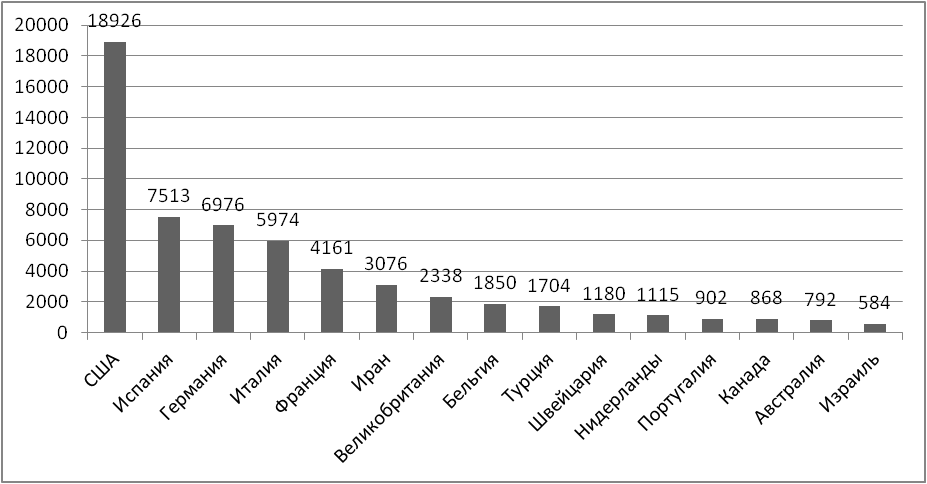 20000
18000
16000
14000
12000
10000
8000
6000
4000
2000
0
18926
7513
6976
5974
4161
3076
2338
1850
1704
1180
1115
902
868
792
584
США
Испания
Германия
Италия
Франция
Иран
Великобритания
Бельгия
Турция
Швейцария
Нидерланды
Португалия
Канада
Австралия
Израиль